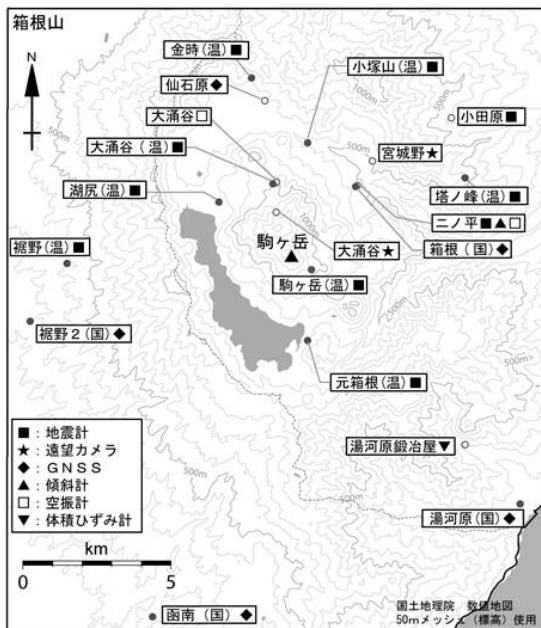 箱根山
金時(温)■
小塚山(温)■
仙石原◆
大涌谷□
小田原■
大涌谷(温)■
宮城野★
湖尻(温)■
塔ノ峰(温)■
二ノ平■▲□
箱根(国)◆
裾野(温)■
駒ヶ岳
大涌谷★
駒ヶ岳(温)■
裾野2(国)◆
元箱根(温)■
■:地震計
★:遠望カメラ
◆:GNSS
▲:傾斜計
□:空振計
▼:体積ひずみ計
湯河原鍛冶屋▼
湯河原(国)◆
km
0 5
函南(国)◆
国土地理院 数値地図
50mメッシュ(標高)使用
500m
500m
1000m
500m
1000m
500m
500m
500m